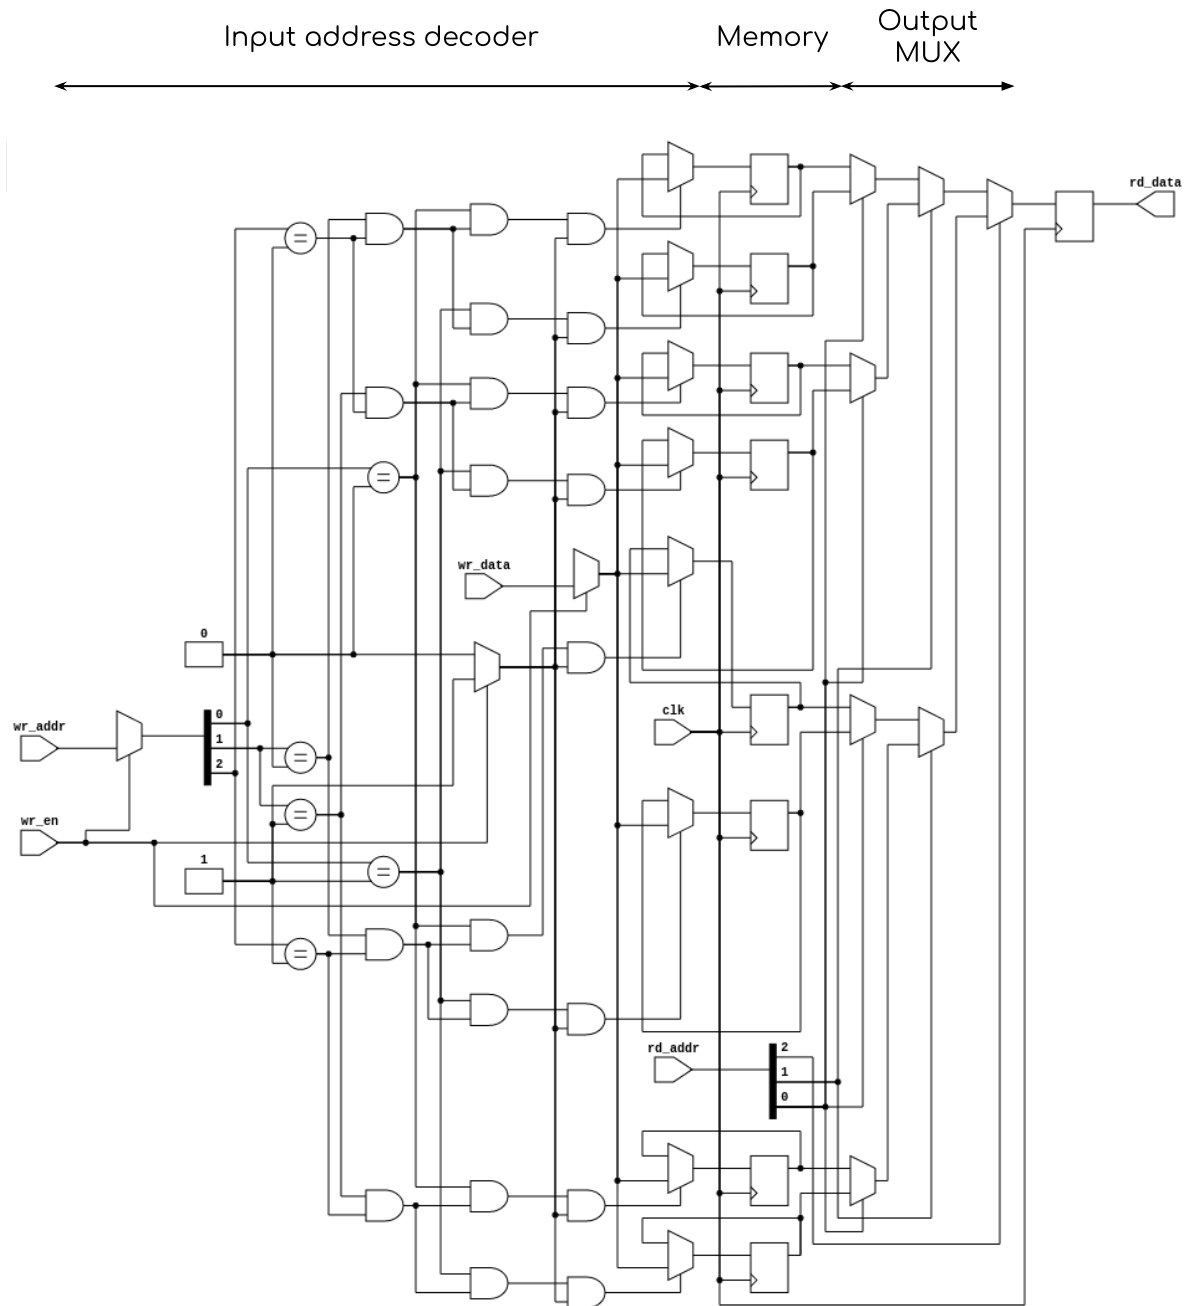 Input address decoder
Memory
Output
MUX
rd_data
wr_data
0
wr_addr
0
1
2
clk
wr_en
1
rd_addr
2
1
0